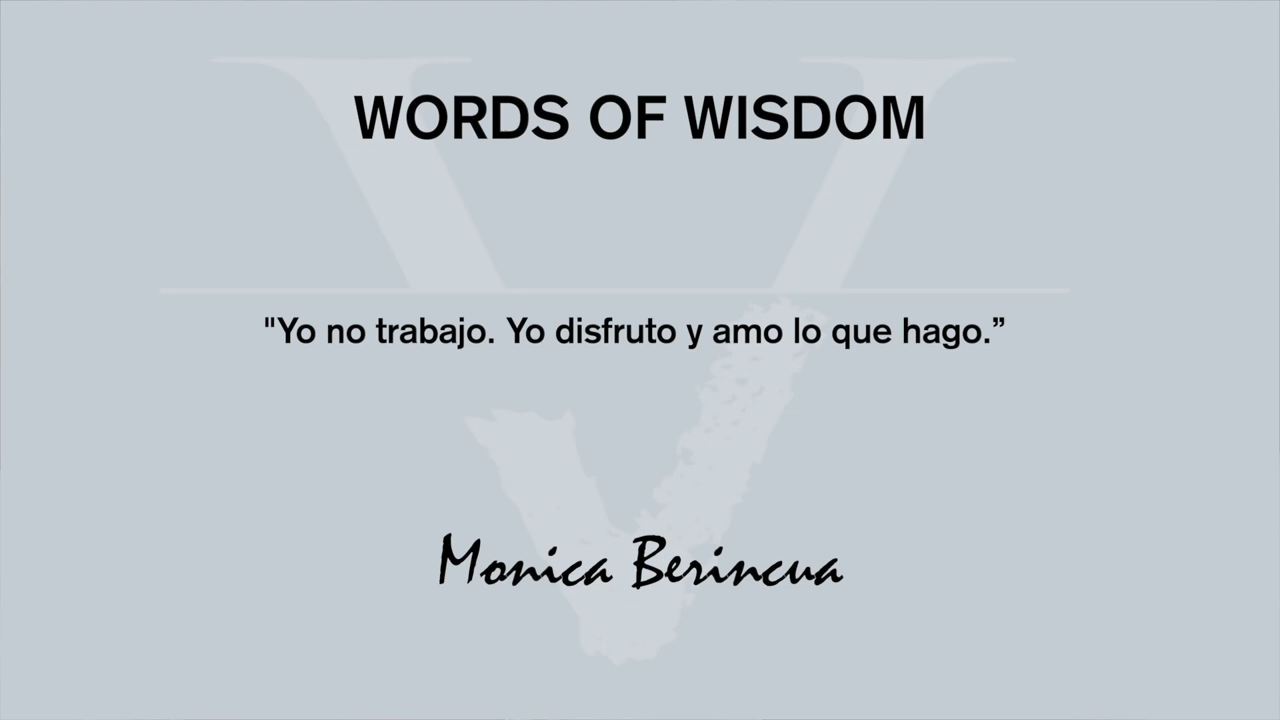 WORDS OF WISDOM
"Yo no trabajo. Yo disfruto y amo lo que hago.”
Monica Berincua